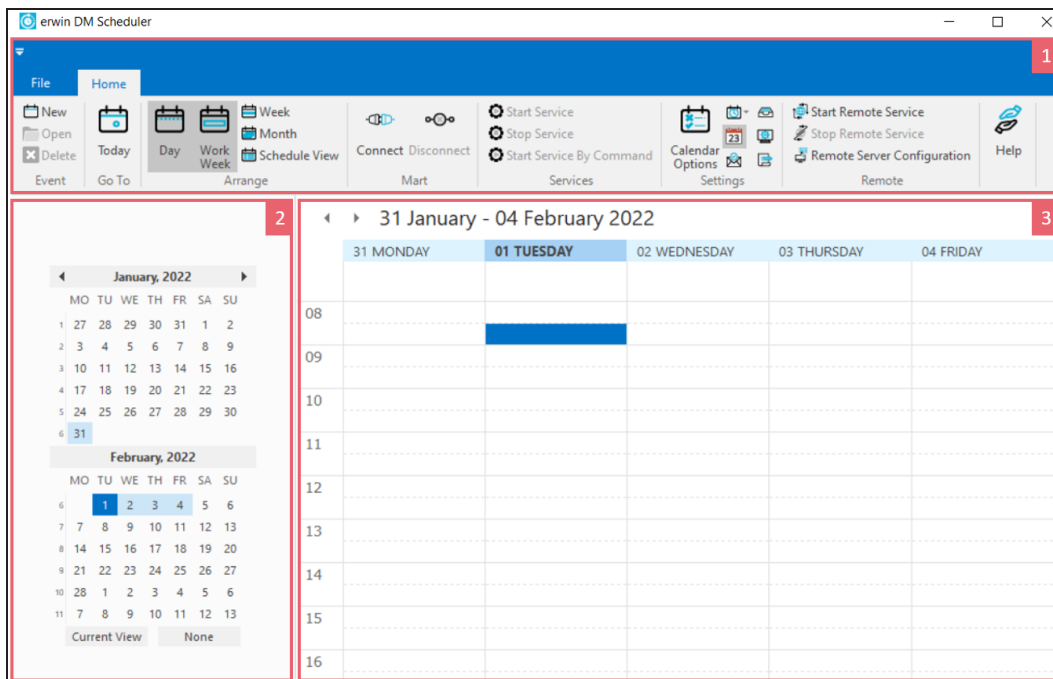 erwin DM Scheduler
1
File Home
New
Open
Delete
Event
Today
Go To
Day
Work
Week
Week
Month
Schedule View
Arrange
Connect Disconnect
Mart
Start Service
Stop Service
Start Service By Command
Services
Calendar
Options
23
Settings
Start Remote Service
Stop Remote Service
Remote Server Configuration
Remote
Help
2
January, 2022
MO TU WE TH FR SA SU
1 27 28 29 30 31 1 2
2 3 4 5 6 7 8 9
3 10 11 12 13 14 15 16
4 17 18 19 20 21 22 23
5 24 25 26 27 28 29 30
6 31
February, 2022
MO TU WE TH FR SA SU
6 1 2 3 4 5 6
7 7 8 9 10 11 12 13
8 14 15 16 17 18 19 20
9 21 22 23 24 25 26 27
10 28 1 2 3 4 5 6
11 7 8 9 10 11 12 13
Current View None
3
31 January - 04 February 2022
31 MONDAY 01 TUESDAY 02 WEDNESDAY 03 THURSDAY 04 FRIDAY
08
09
10
11
12
13
14
15
16